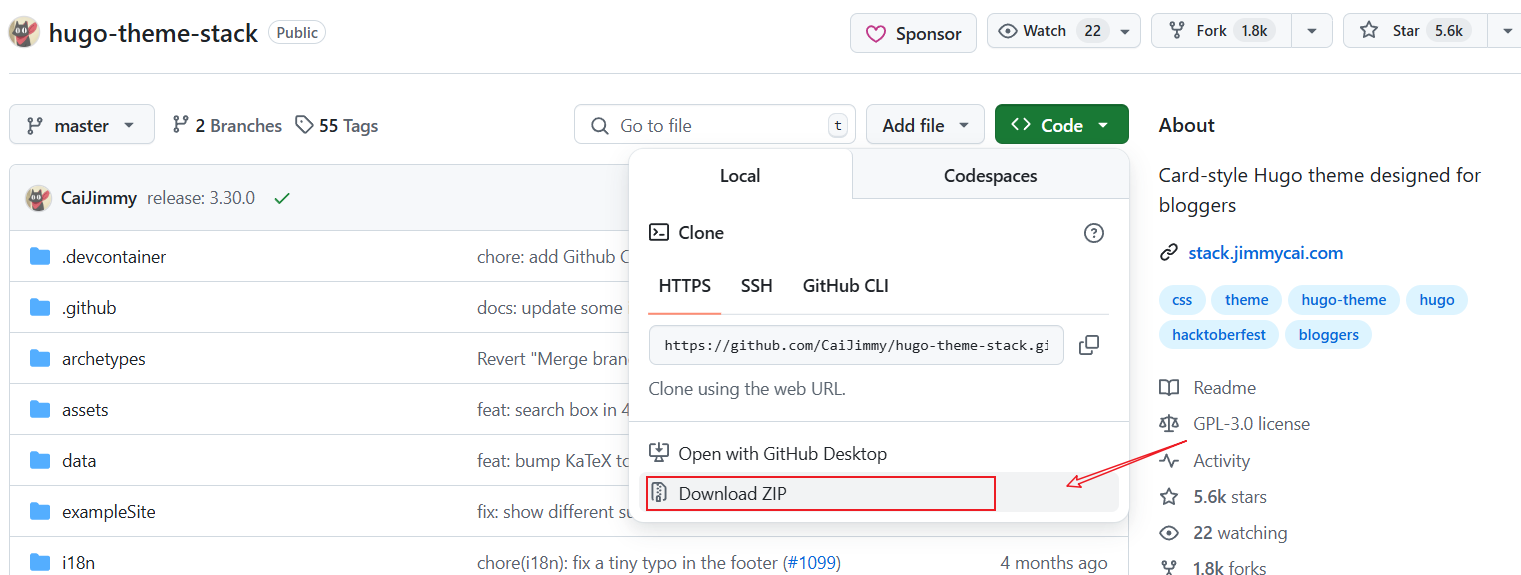 hugo-theme-stack Public Sponsor Watch 22 Fork 1.8k Star 5.6k
master 2 Branches 55 Tags Go to file t Add file Code About
Local Codespaces
Card-style Hugo theme designed for
bloggers
CaiJimmy release: 3.30.0
Clone
stack.jimmycai.com
.devcontainer chore: add Github C
HTTPS SSH GitHub CLI
css theme hugo-theme hugo
.github docs: update some
hacktoberfest bloggers
https://github.com/CaiJimmy/hugo-theme-stack.gi
archetypes Revert "Merge bran
Clone using the web URL.
Readme
assets feat: search box in 4
GPL-3.0 license
Open with GitHub Desktop
data feat: bump KaTeX to
Activity
Download ZIP
5.6k stars
exampleSite fix: show different su
22 watching
i18n chore(i18n): fix a tiny typo in the footer (#1099) 4 months ago
1.8k forks